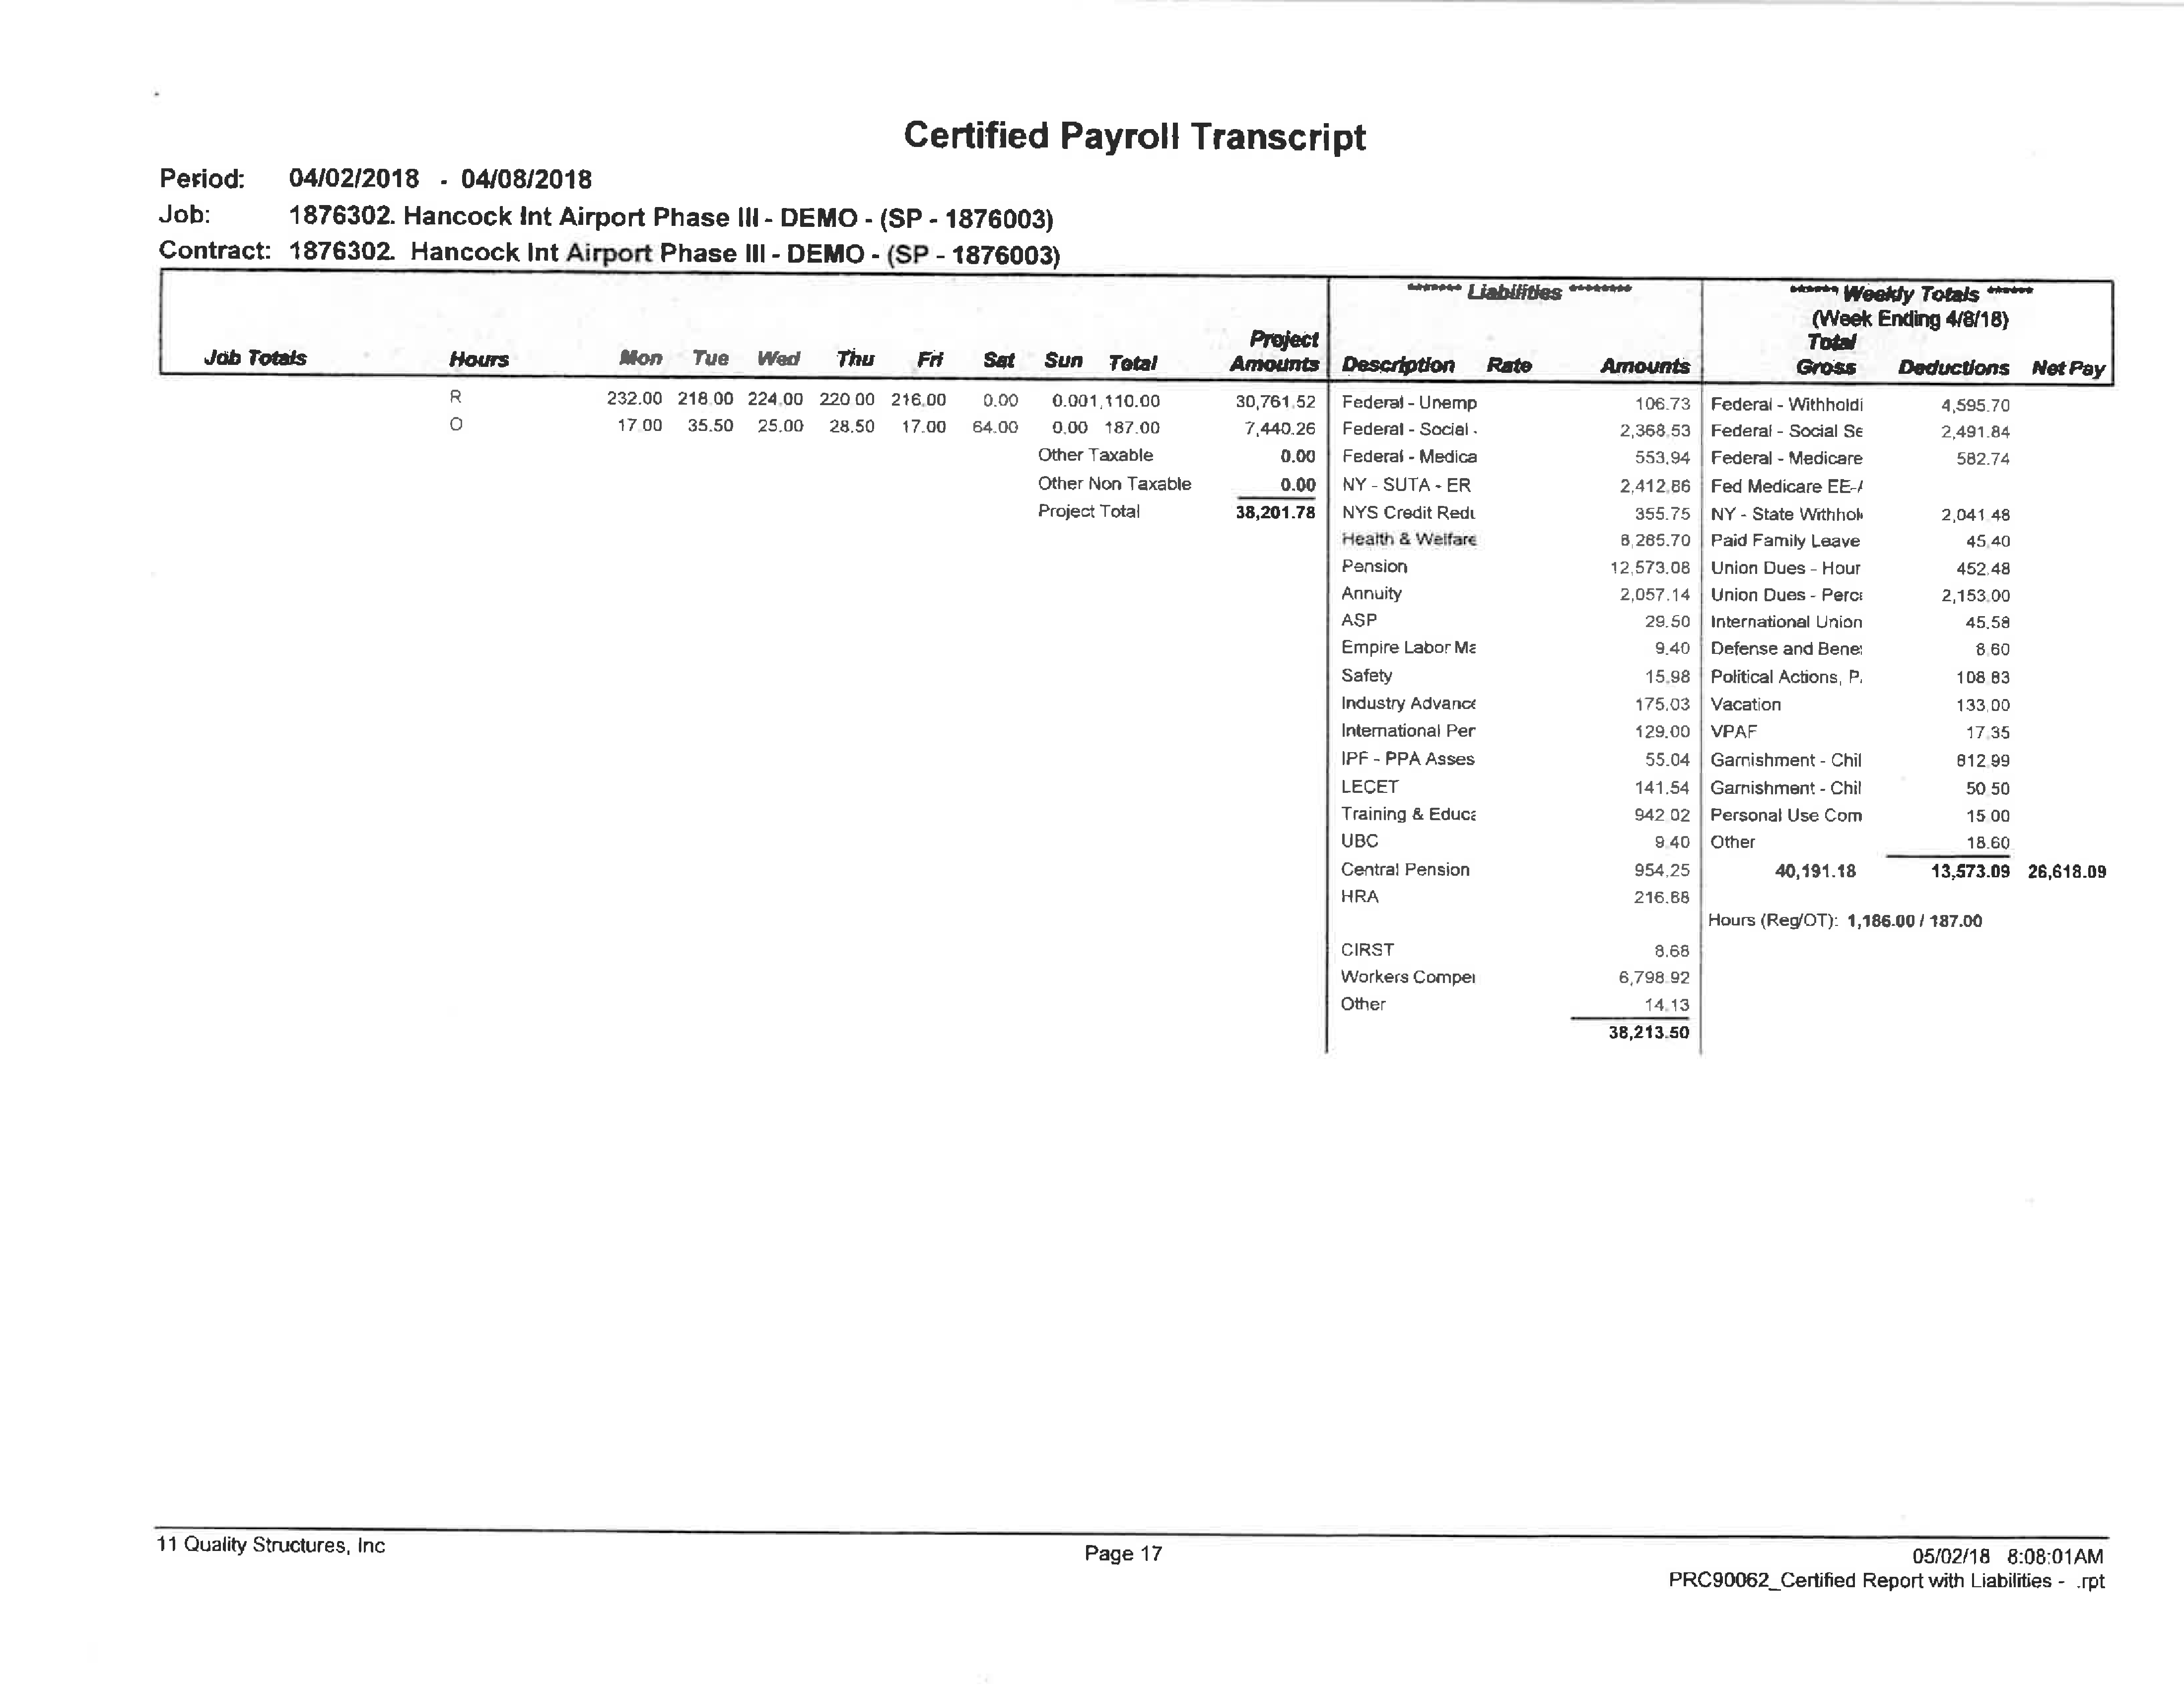 Certified Payroll Transcript
Period: 04/02/2018 - 04/08/2018
Job: 1876302. Hancock Int Airport Phase III - DEMO - (SP - 1876003)
Contract: 1876302. Hancock Int Airport Phase III - DEMO - (SP - 1876003)
******* Liabilities ******** ****** Weekly Totals ******
(Week Ending 4/8/18)
Project Total
Job Totals Hours Mon Tue Wed Thu Fri Sat Sun Total Amounts Description Rate Amounts Gross Deductions Net Pay
R 232.00 218.00 224.00 220.00 216.00 0.00 0.00 1,110.00 30,761.52 Federal - Unemp 106.73 Federal - Withholdi 4,595.70
O 17.00 35.50 25.00 28.50 17.00 64.00 0.00 187.00 7,440.26 Federal - Social - 2,368.53 Federal - Social Se 2,491.84
Other Taxable 0.00 Federal - Medica 553.94 Federal - Medicare 582.74
Other Non Taxable 0.00 NY - SUTA - ER 2,412.86 Fed Medicare EE-/
Project Total 38,201.78 NYS Credit Redu 355.75 NY - State Withhol 2,041.48
Health & Welfare 8,285.70 Paid Family Leave 45.40
Pension 12,573.08 Union Dues - Hour 452.48
Annuity 2,057.14 Union Dues - Perc 2,153.00
ASP 29.50 International Union 45.58
Empire Labor Ma 9.40 Defense and Bene 8.60
Safety 15.98 Political Actions, P. 108.83
Industry Advance 175.03 Vacation 133.00
International Per 129.00 VPAF 17.35
IPF - PPA Asses 55.04 Garnishment - Chil 812.99
LECET 141.54 Garnishment - Chil 50.50
Training & Educa 942.02 Personal Use Com 15.00
UBC 9.40 Other 18.60
Central Pension 954.25 40,191.18 13,573.09 26,618.09
HRA 216.88
Hours (Reg/OT): 1,186.00 / 187.00
CIRST 8.68
Workers Compe 6,798.92
Other 14.13
38,213.50
11 Quality Structures, Inc Page 17 05/02/18 8:08:01AM
PRC90062_Certified Report with Liabilities - .rpt